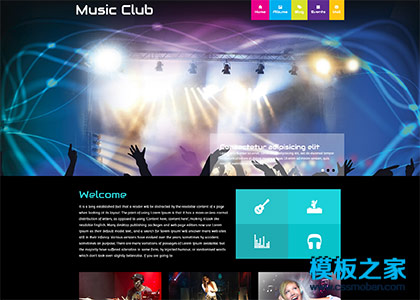 Music Club
Home
Albums
Blog
Events
Mail
Consectetur adipisicing elit
Welcome
It is a long established fact that a reader will be distracted by the readable content of a page
when looking at its layout. The point of using Lorem Ipsum is that it has a more-or-less normal
distribution of letters, as opposed to using Content here, content here, making it look like
readable English. Many desktop publishing packages and web page editors now use Lorem
Ipsum as their default model text, and a search for lorem ipsum will uncover many web sites
still in their infancy. Various versions have evolved over the years, sometimes by accident,
sometimes on purpose. There are many variations of passages of Lorem Ipsum available, but
the majority have suffered alteration in some form, by injected humour, or randomised words
which don't look even slightly believable. If you are going to
模板之家
www.cssmoban.com